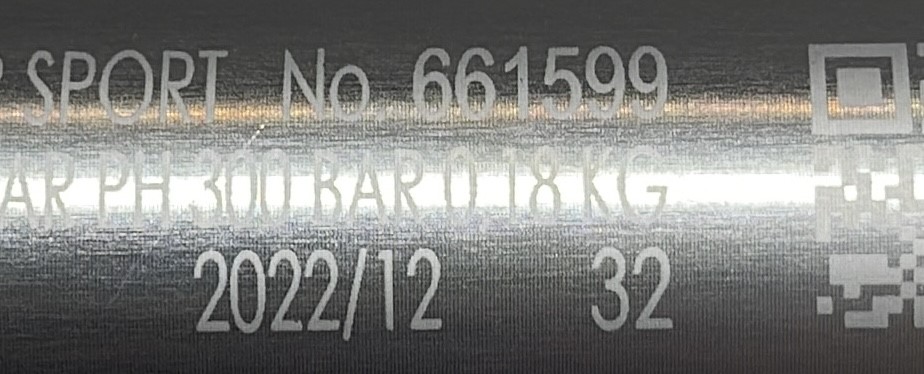 SPORT No. 661599
AR PH 300 BAR 0.18 KG
2022/12 32